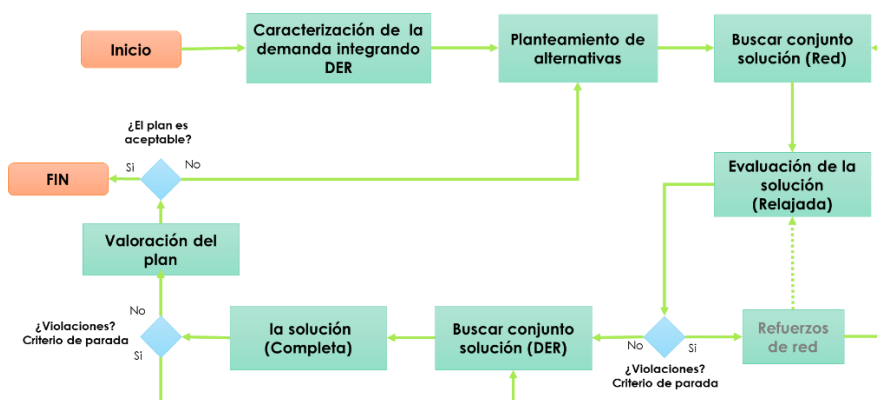 Inicio
Caracterización de la
demanda integrando
DER
Planteamiento de
alternativas
Buscar conjunto
solución (Red)
¿El plan es
aceptable?
Si
No
FIN
Evaluación de la
solución
(Relajada)
Valoración del
plan
No
¿Violaciones?
Criterio de parada
Si
la solución
(Completa)
Buscar conjunto
solución (DER)
No
Si
¿Violaciones?
Criterio de parada
Refuerzos
de red